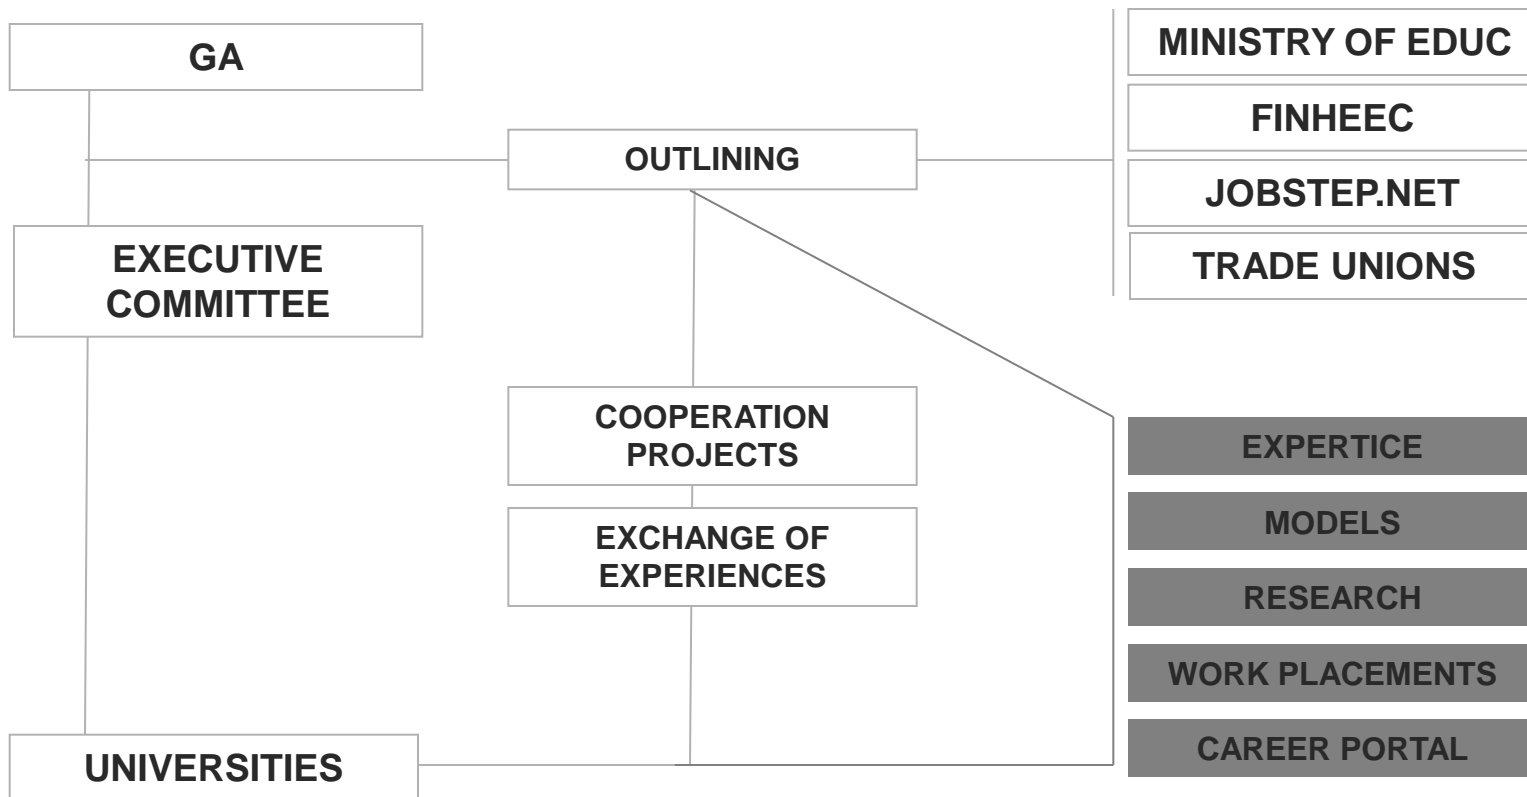 GA
OUTLINING
EXECUTIVE
COMMITTEE
COOPERATION
PROJECTS
EXCHANGE OF
EXPERIENCES
UNIVERSITIES
MINISTRY OF EDUC
FINHEEC
JOBSTEP.NET
TRADE UNIONS
EXPERTICE
MODELS
RESEARCH
WORK PLACEMENTS
CAREER PORTAL